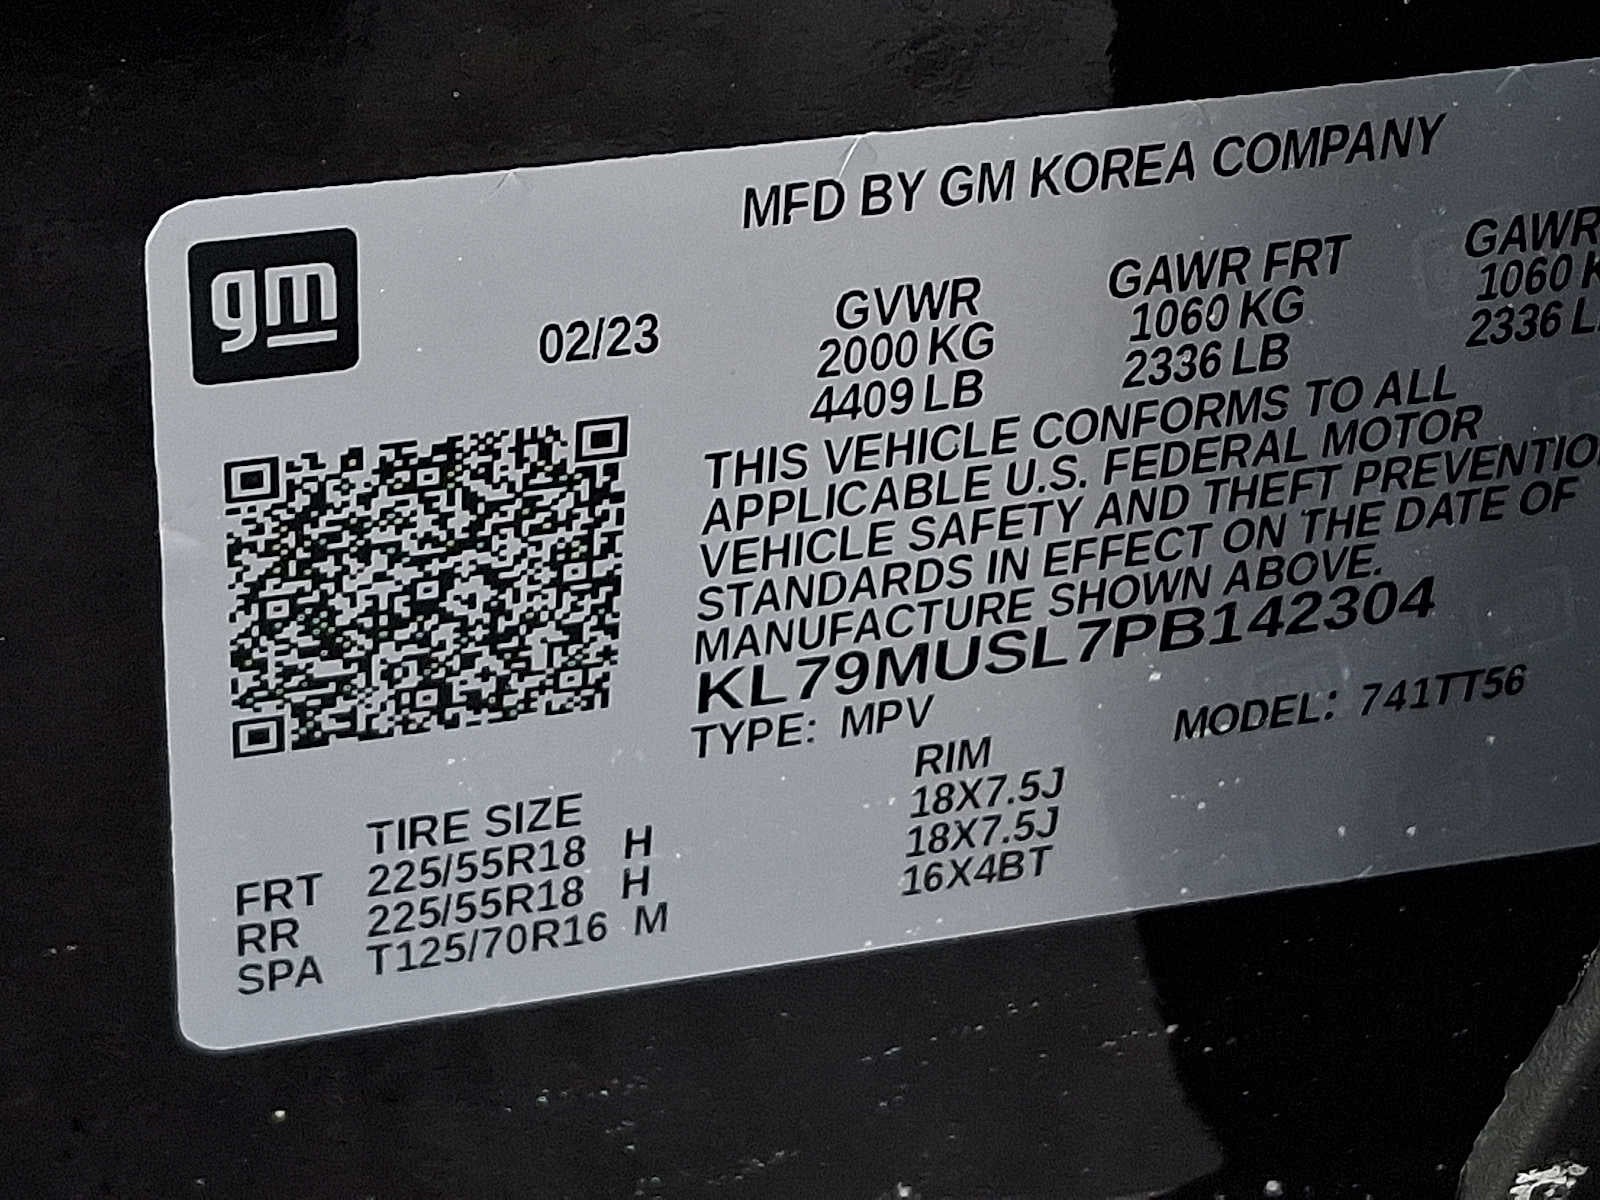 MFD BY GM KOREA COMPANY
gm
02/23
GVWR GAWR FRT GAWR
2000 KG 1060 KG 1060
4409 LB 2336 LB 2336
THIS VEHICLE CONFORMS TO ALL
APPLICABLE U.S. FEDERAL MOTOR
VEHICLE SAFETY AND THEFT PREVENTIO
STANDARDS IN EFFECT ON THE DATE OF
MANUFACTURE SHOWN ABOVE.
KL79MUSL7PB142304
TYPE: MPV MODEL: 741TT56
TIRE SIZE RIM
FRT 225/55R18 H 18X7.5J
RR 225/55R18 H 18X7.5J
SPA T125/70R16 M 16X4BT